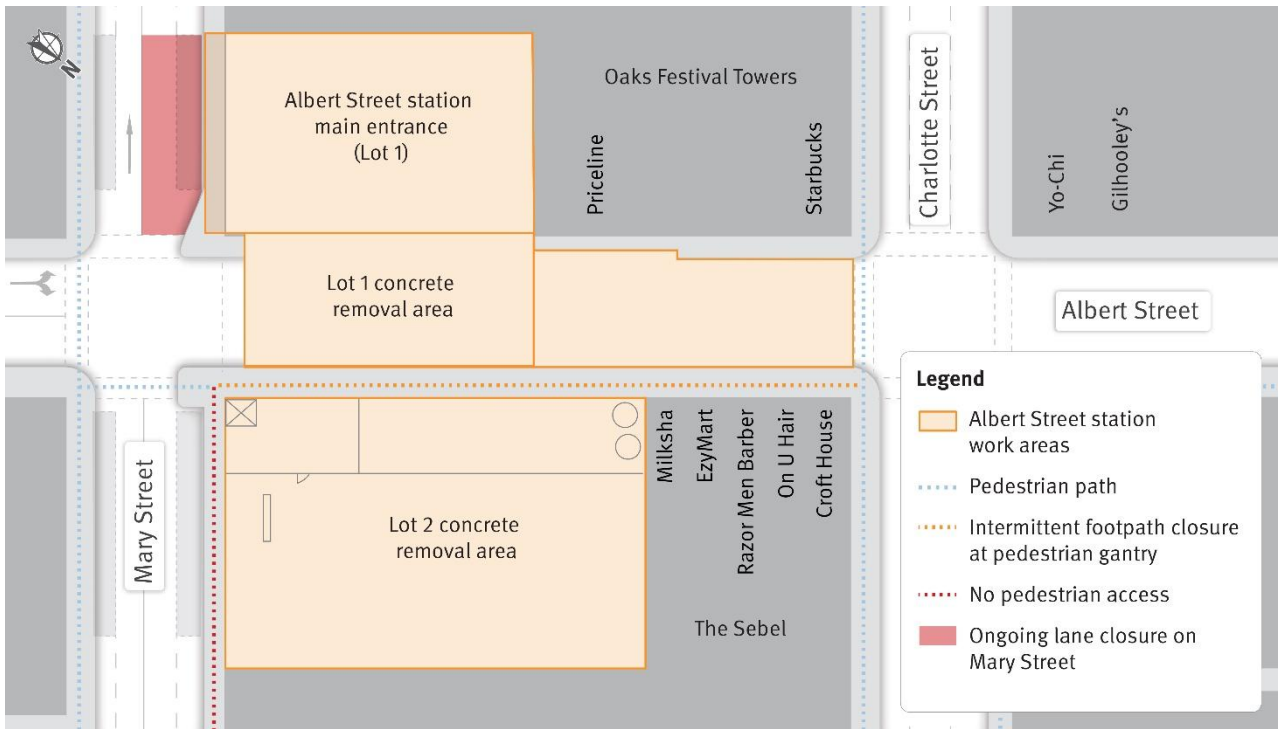 N
Albert Street station
main entrance
(Lot 1)
Oaks Festival Towers
Priceline
Starbucks
Charlotte Street
Yo-Chi
Gilhooley's
Lot 1 concrete
removal area
Albert Street
Mary Street
Lot 2 concrete
removal area
Milksha
EzyMart
Razor Men Barber
On U Hair
Croft House
The Sebel
Legend
Albert Street station
work areas
Pedestrian path
Intermittent footpath closure
at pedestrian gantry
No pedestrian access
Ongoing lane closure on
Mary Street